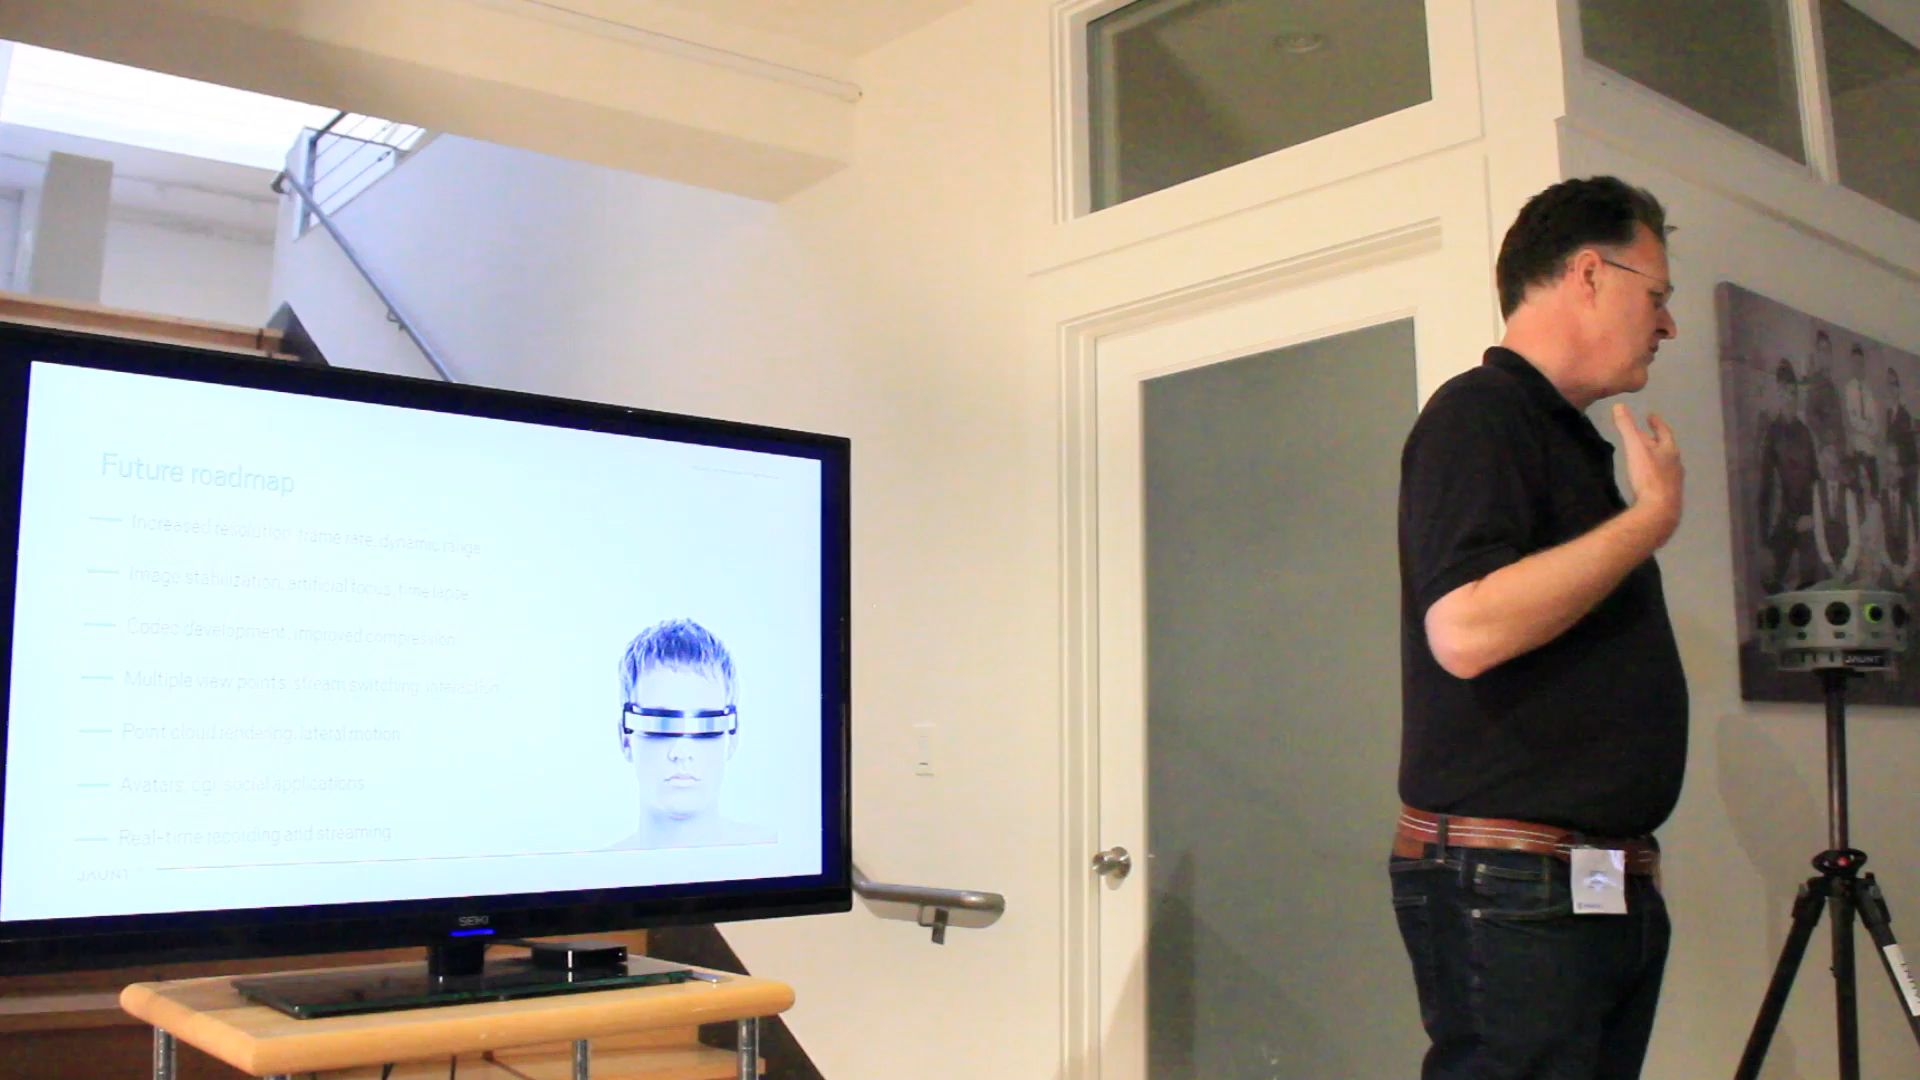 Future roadmap
Increased resolution, frame rate, dynamic range
Image stabilization, artificial focus, time lapse
Codec development, improved compression
Multiple view points, stream switching, interaction
Point cloud rendering, lateral motion
Avatars, cgi, social applications
Real-time recording and streaming
JAUNT
SEIKI
JAUNT
JAUNT